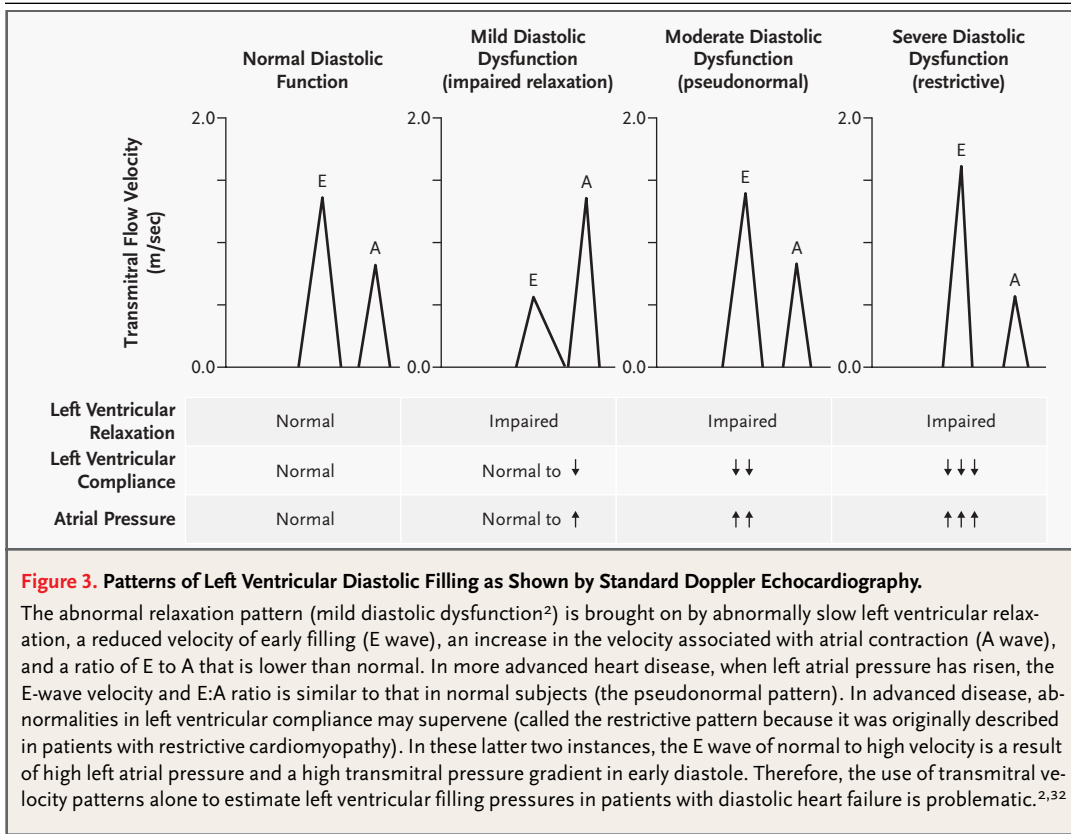 Normal Diastolic
Function
Mild Diastolic
Dysfunction
(impaired relaxation)
Moderate Diastolic
Dysfunction
(pseudonormal)
Severe Diastolic
Dysfunction
(restrictive)
Transmitral Flow Velocity
(m/sec)
2.0
0.0
E
A
2.0
0.0
E
A
2.0
0.0
E
A
2.0
0.0
E
A
Left Ventricular
Relaxation
Normal
Impaired
Impaired
Impaired
Left Ventricular
Compliance
Normal
Normal to ↓
↓↓
↓↓↓
Atrial Pressure
Normal
Normal to ↑
↑↑
↑↑↑
Figure 3. Patterns of Left Ventricular Diastolic Filling as Shown by Standard Doppler Echocardiography.
The abnormal relaxation pattern (mild diastolic dysfunction²) is brought on by abnormally slow left ventricular relax-
ation, a reduced velocity of early filling (E wave), an increase in the velocity associated with atrial contraction (A wave),
and a ratio of E to A that is lower than normal. In more advanced heart disease, when left atrial pressure has risen, the
E-wave velocity and E:A ratio is similar to that in normal subjects (the pseudonormal pattern). In advanced disease, ab-
normalities in left ventricular compliance may supervene (called the restrictive pattern because it was originally described
in patients with restrictive cardiomyopathy). In these latter two instances, the E wave of normal to high velocity is a result
of high left atrial pressure and a high transmitral pressure gradient in early diastole. Therefore, the use of transmitral ve-
locity patterns alone to estimate left ventricular filling pressures in patients with diastolic heart failure is problematic.²,³²